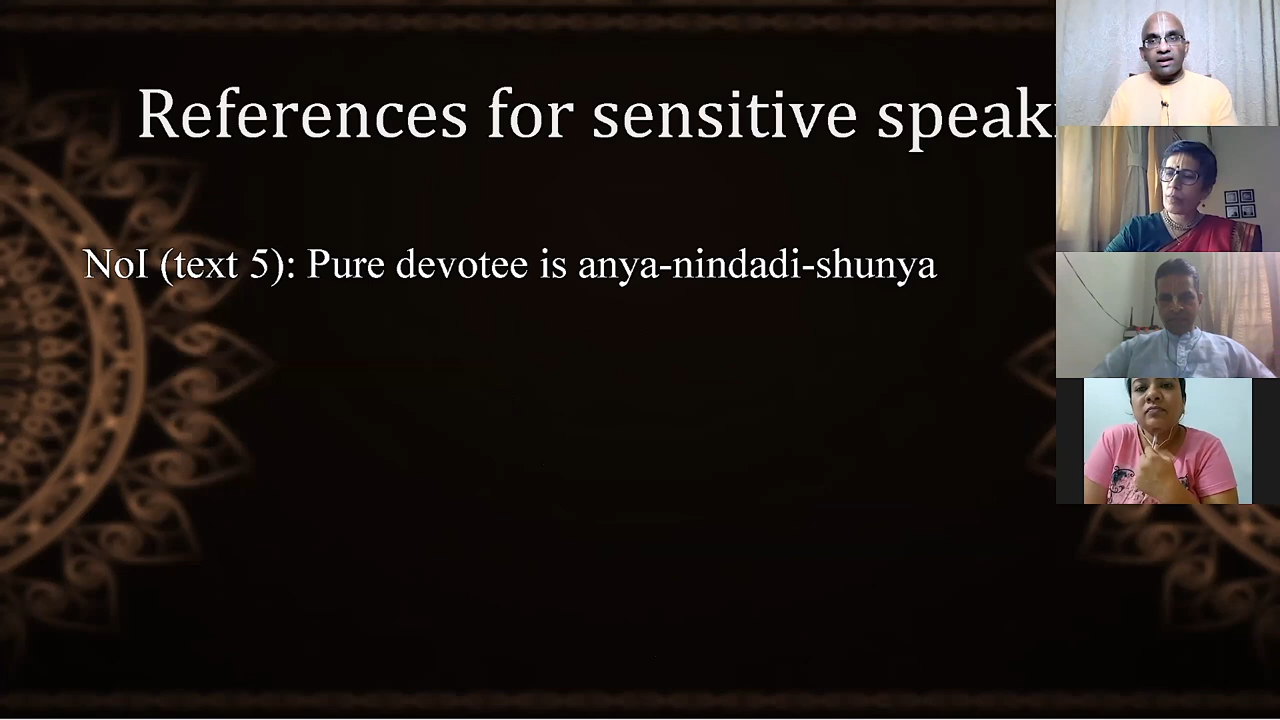 References for sensitive speak
NoI (text 5): Pure devotee is anya-nindadi-shunya